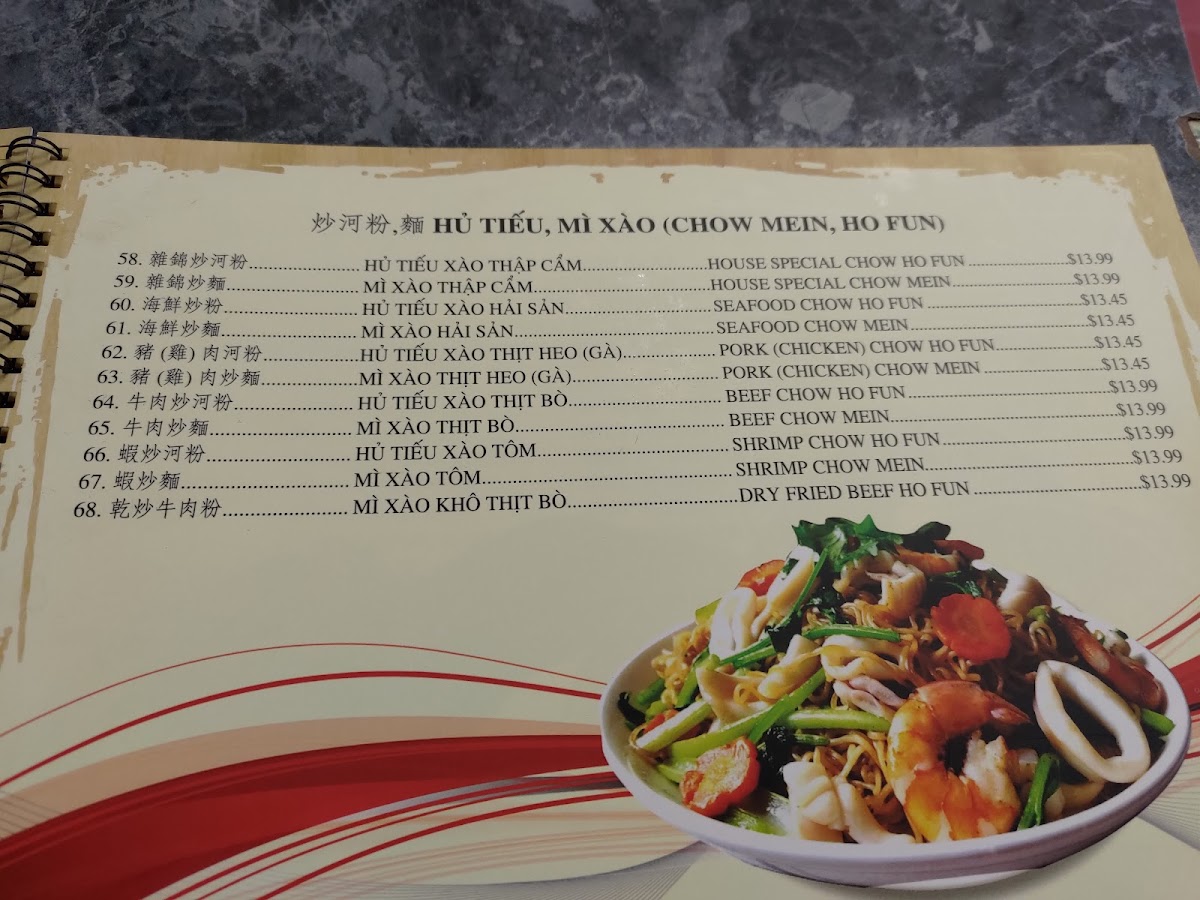 炒河粉,麵 HỦ TIẾU, MÌ XÀO (CHOW MEIN, HO FUN)
58. 雜錦炒河粉........................ HỦ TIẾU XÀO THẬP CẨM...........................HOUSE SPECIAL CHOW HO FUN ......................$13.99
59. 雜錦炒麵............................. MÌ XÀO THẬP CẨM......................................HOUSE SPECIAL CHOW MEIN..........................$13.99
60. 海鮮炒粉............................. HỦ TIẾU XÀO HẢI SẢN................................SEAFOOD CHOW HO FUN ..................................$13.45
61. 海鮮炒麵............................. MÌ XÀO HẢI SẢN...........................................SEAFOOD CHOW MEIN......................................$13.45
62. 豬 (雞) 肉河粉..................... HỦ TIẾU XÀO THỊT HEO (GÀ)................... PORK (CHICKEN) CHOW HO FUN.....................$13.45
63. 豬 (雞) 肉炒麵.....................MÌ XÀO THỊT HEO (GÀ).............................. PORK (CHICKEN) CHOW MEIN .........................$13.45
64. 牛肉炒河粉......................... HỦ TIẾU XÀO THỊT BÒ................................ BEEF CHOW HO FUN..........................................$13.99
65. 牛肉炒麵............................. MÌ XÀO THỊT BÒ.......................................... BEEF CHOW MEIN..............................................$13.99
66. 蝦炒河粉............................. HỦ TIẾU XÀO TÔM...................................... SHRIMP CHOW HO FUN.....................................$13.99
67. 蝦炒麵................................. MÌ XÀO TÔM................................................SHRIMP CHOW MEIN..........................................$13.99
68. 乾炒牛肉粉......................... MÌ XÀO KHÔ THỊT BÒ.................................DRY FRIED BEEF HO FUN .................................$13.99